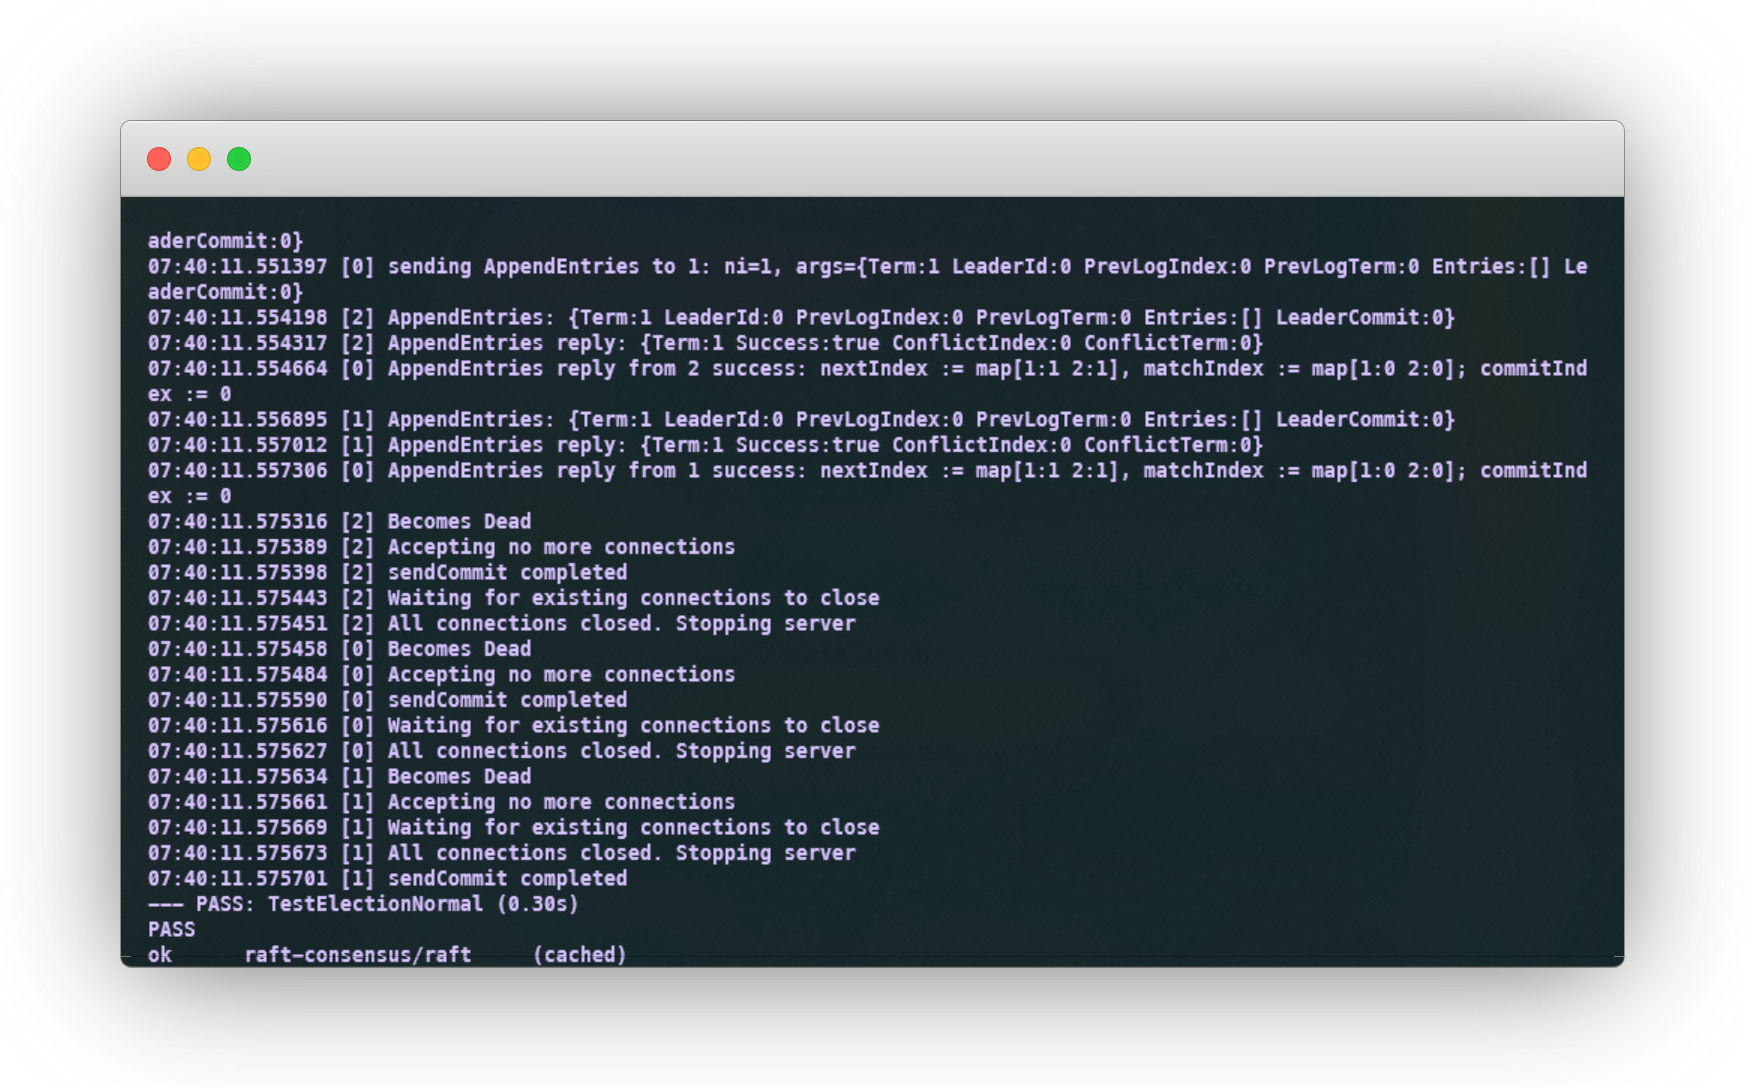 aderCommit:0}
07:40:11.551397 [0] sending AppendEntries to 1: ni=1, args={Term:1 LeaderId:0 PrevLogIndex:0 PrevLogTerm:0 Entries:[] Le
aderCommit:0}
07:40:11.554198 [2] AppendEntries: {Term:1 LeaderId:0 PrevLogIndex:0 PrevLogTerm:0 Entries:[] LeaderCommit:0}
07:40:11.554317 [2] AppendEntries reply: {Term:1 Success:true ConflictIndex:0 ConflictTerm:0}
07:40:11.554664 [0] AppendEntries reply from 2 success: nextIndex := map[1:1 2:1], matchIndex := map[1:0 2:0]; commitInd
ex := 0
07:40:11.556895 [1] AppendEntries: {Term:1 LeaderId:0 PrevLogIndex:0 PrevLogTerm:0 Entries:[] LeaderCommit:0}
07:40:11.557012 [1] AppendEntries reply: {Term:1 Success:true ConflictIndex:0 ConflictTerm:0}
07:40:11.557306 [0] AppendEntries reply from 1 success: nextIndex := map[1:1 2:1], matchIndex := map[1:0 2:0]; commitInd
ex := 0
07:40:11.575316 [2] Becomes Dead
07:40:11.575389 [2] Accepting no more connections
07:40:11.575398 [2] sendCommit completed
07:40:11.575443 [2] Waiting for existing connections to close
07:40:11.575451 [2] All connections closed. Stopping server
07:40:11.575458 [0] Becomes Dead
07:40:11.575484 [0] Accepting no more connections
07:40:11.575590 [0] sendCommit completed
07:40:11.575616 [0] Waiting for existing connections to close
07:40:11.575627 [0] All connections closed. Stopping server
07:40:11.575634 [1] Becomes Dead
07:40:11.575661 [1] Accepting no more connections
07:40:11.575669 [1] Waiting for existing connections to close
07:40:11.575673 [1] All connections closed. Stopping server
07:40:11.575701 [1] sendCommit completed
--- PASS: TestElectionNormal (0.30s)
PASS
ok      raft-consensus/raft     (cached)